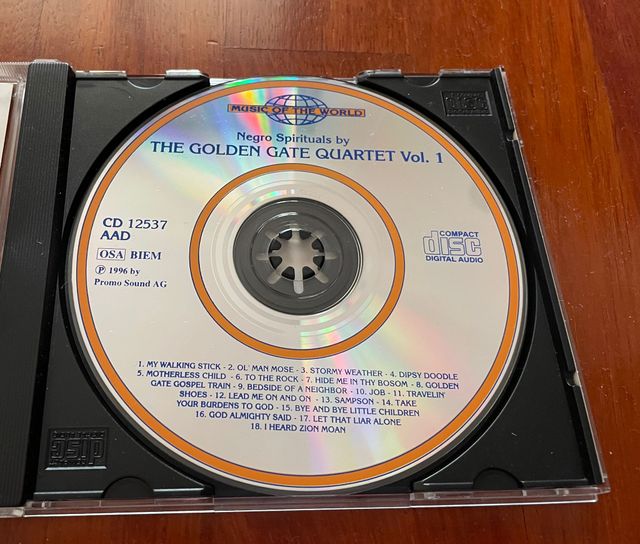 MUSIC OF THE WORLD
Negro Spirituals by
THE GOLDEN GATE QUARTET Vol. 1
CD 12537
AAD
OSA BIEM
℗ 1996 by
Promo Sound AG
COMPACT
disc
DIGITAL AUDIO
1. MY WALKING STICK - 2. OL' MAN MOSE - 3. STORMY WEATHER - 4. DIPSY DOODLE
5. MOTHERLESS CHILD - 6. TO THE ROCK - 7. HIDE ME IN THY BOSOM - 8. GOLDEN
GATE GOSPEL TRAIN - 9. BEDSIDE OF A NEIGHBOR - 10. JOB - 11. TRAVELIN'
SHOES - 12. LEAD ME ON AND ON - 13. SAMPSON - 14. TAKE
YOUR BURDENS TO GOD - 15. BYE AND BYE LITTLE CHILDREN
16. GOD ALMIGHTY SAID - 17. LET THAT LIAR ALONE
18. I HEARD ZION MOAN
disc